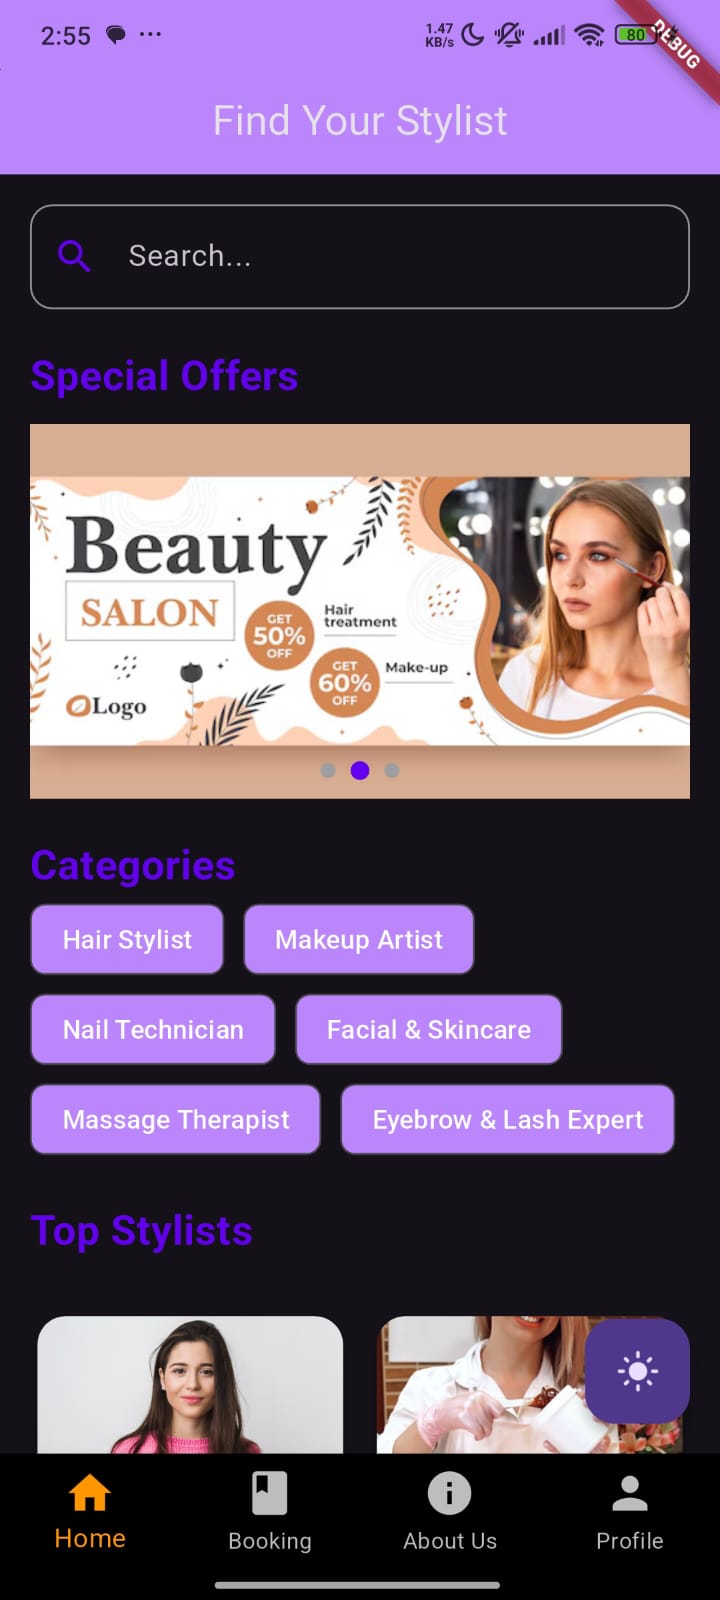 2:55
1.47
KB/s
80
DEBUG
Find Your Stylist
Search...
Special Offers
Beauty
SALON
GET
50%
OFF
Hair
treatment
GET
60%
OFF
Make-up
Logo
Categories
Hair Stylist
Makeup Artist
Nail Technician
Facial & Skincare
Massage Therapist
Eyebrow & Lash Expert
Top Stylists
Home
Booking
About Us
Profile